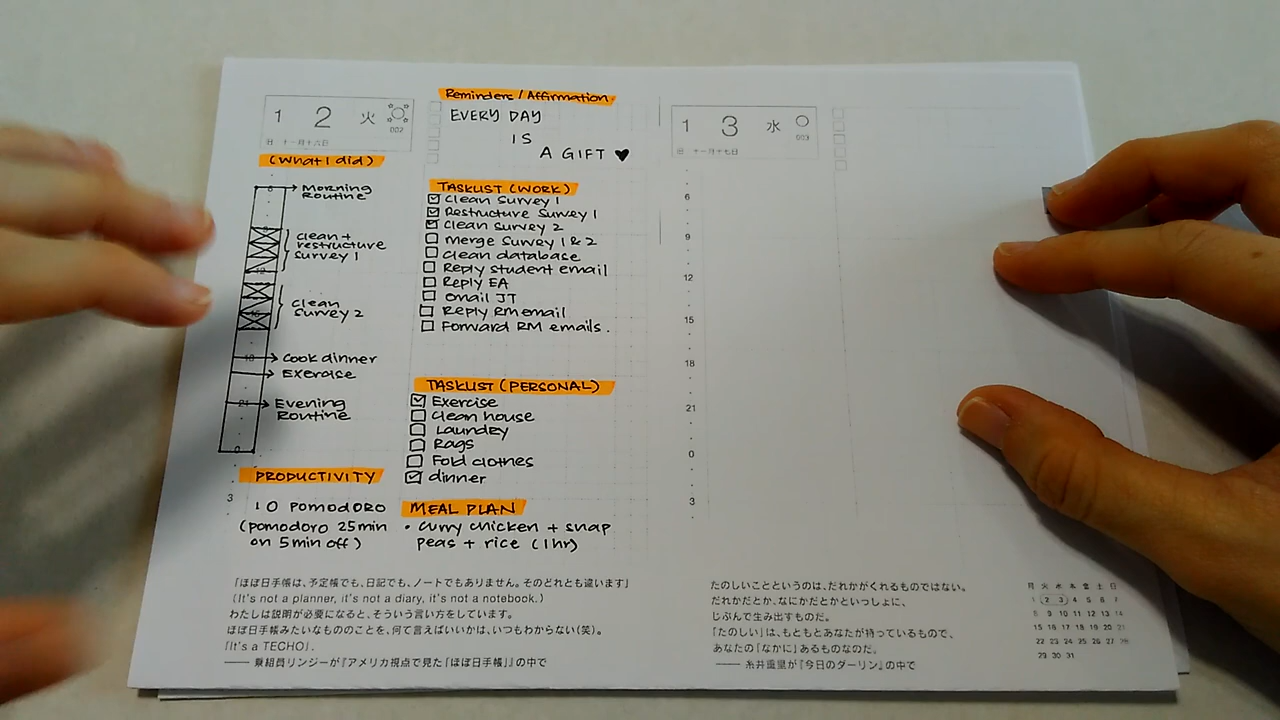 1 2 火
002
旧 十一月十六日
Reminders / Affirmation
EVERY DAY
IS
A GIFT ♥
(What I did)
6
Morning
Routine
clean +
restructure
survey 1
12
clean
survey 2
18
Cook dinner
Exercise
21
Evening
Routine
0
3
TASKLIST (WORK)
☑ Clean Survey 1
☑ Restructure Survey 1
☑ Clean Survey 2
☐ Merge Survey 1 & 2
☐ Clean database
☐ Reply student email
☐ Reply EA
☐ Email JT
☐ Reply RM email
☐ Forward RM emails.
TASKLIST (PERSONAL)
☑ Exercise
☐ Clean house
☐ Laundry
☐ Rags
☐ Fold clothes
☑ dinner
PRODUCTIVITY
10 POMODORO
(pomodoro 25min
on 5min off)
MEAL PLAN
• curry chicken + snap
peas + rice (1hr)
「ほぼ日手帳は、予定帳でも、日記でも、ノートでもありません。そのどれとも違います」
(It's not a planner, it's not a diary, it's not a notebook.)
わたしは説明が必要になると、そういう言い方をしています。
ほぼ日手帳みたいなもののことを、何て言えばいいかは、いつもわからない(笑)。
「It's a TECHO」.
—— 乗組員リンジーが『アメリカ視点で見た「ほぼ日手帳」』の中で
1 3 水
003
旧 十一月十七日
6
9
12
15
18
21
0
3
たのしいことというのは、だれかがくれるものではない。
だれかだとか、なにかだとかといっしょに、
じぶんで生み出すものだ。
「たのしい」は、もともとあなたが持っているもので、
あなたの「なかに」あるものなのだ。
—— 糸井重里が『今日のダーリン』の中で
月 火 水 木 金 土 日
1 2 3 4 5 6 7
8 9 10 11 12 13 14
15 16 17 18 19 20 21
22 23 24 25 26 27 28
29 30 31